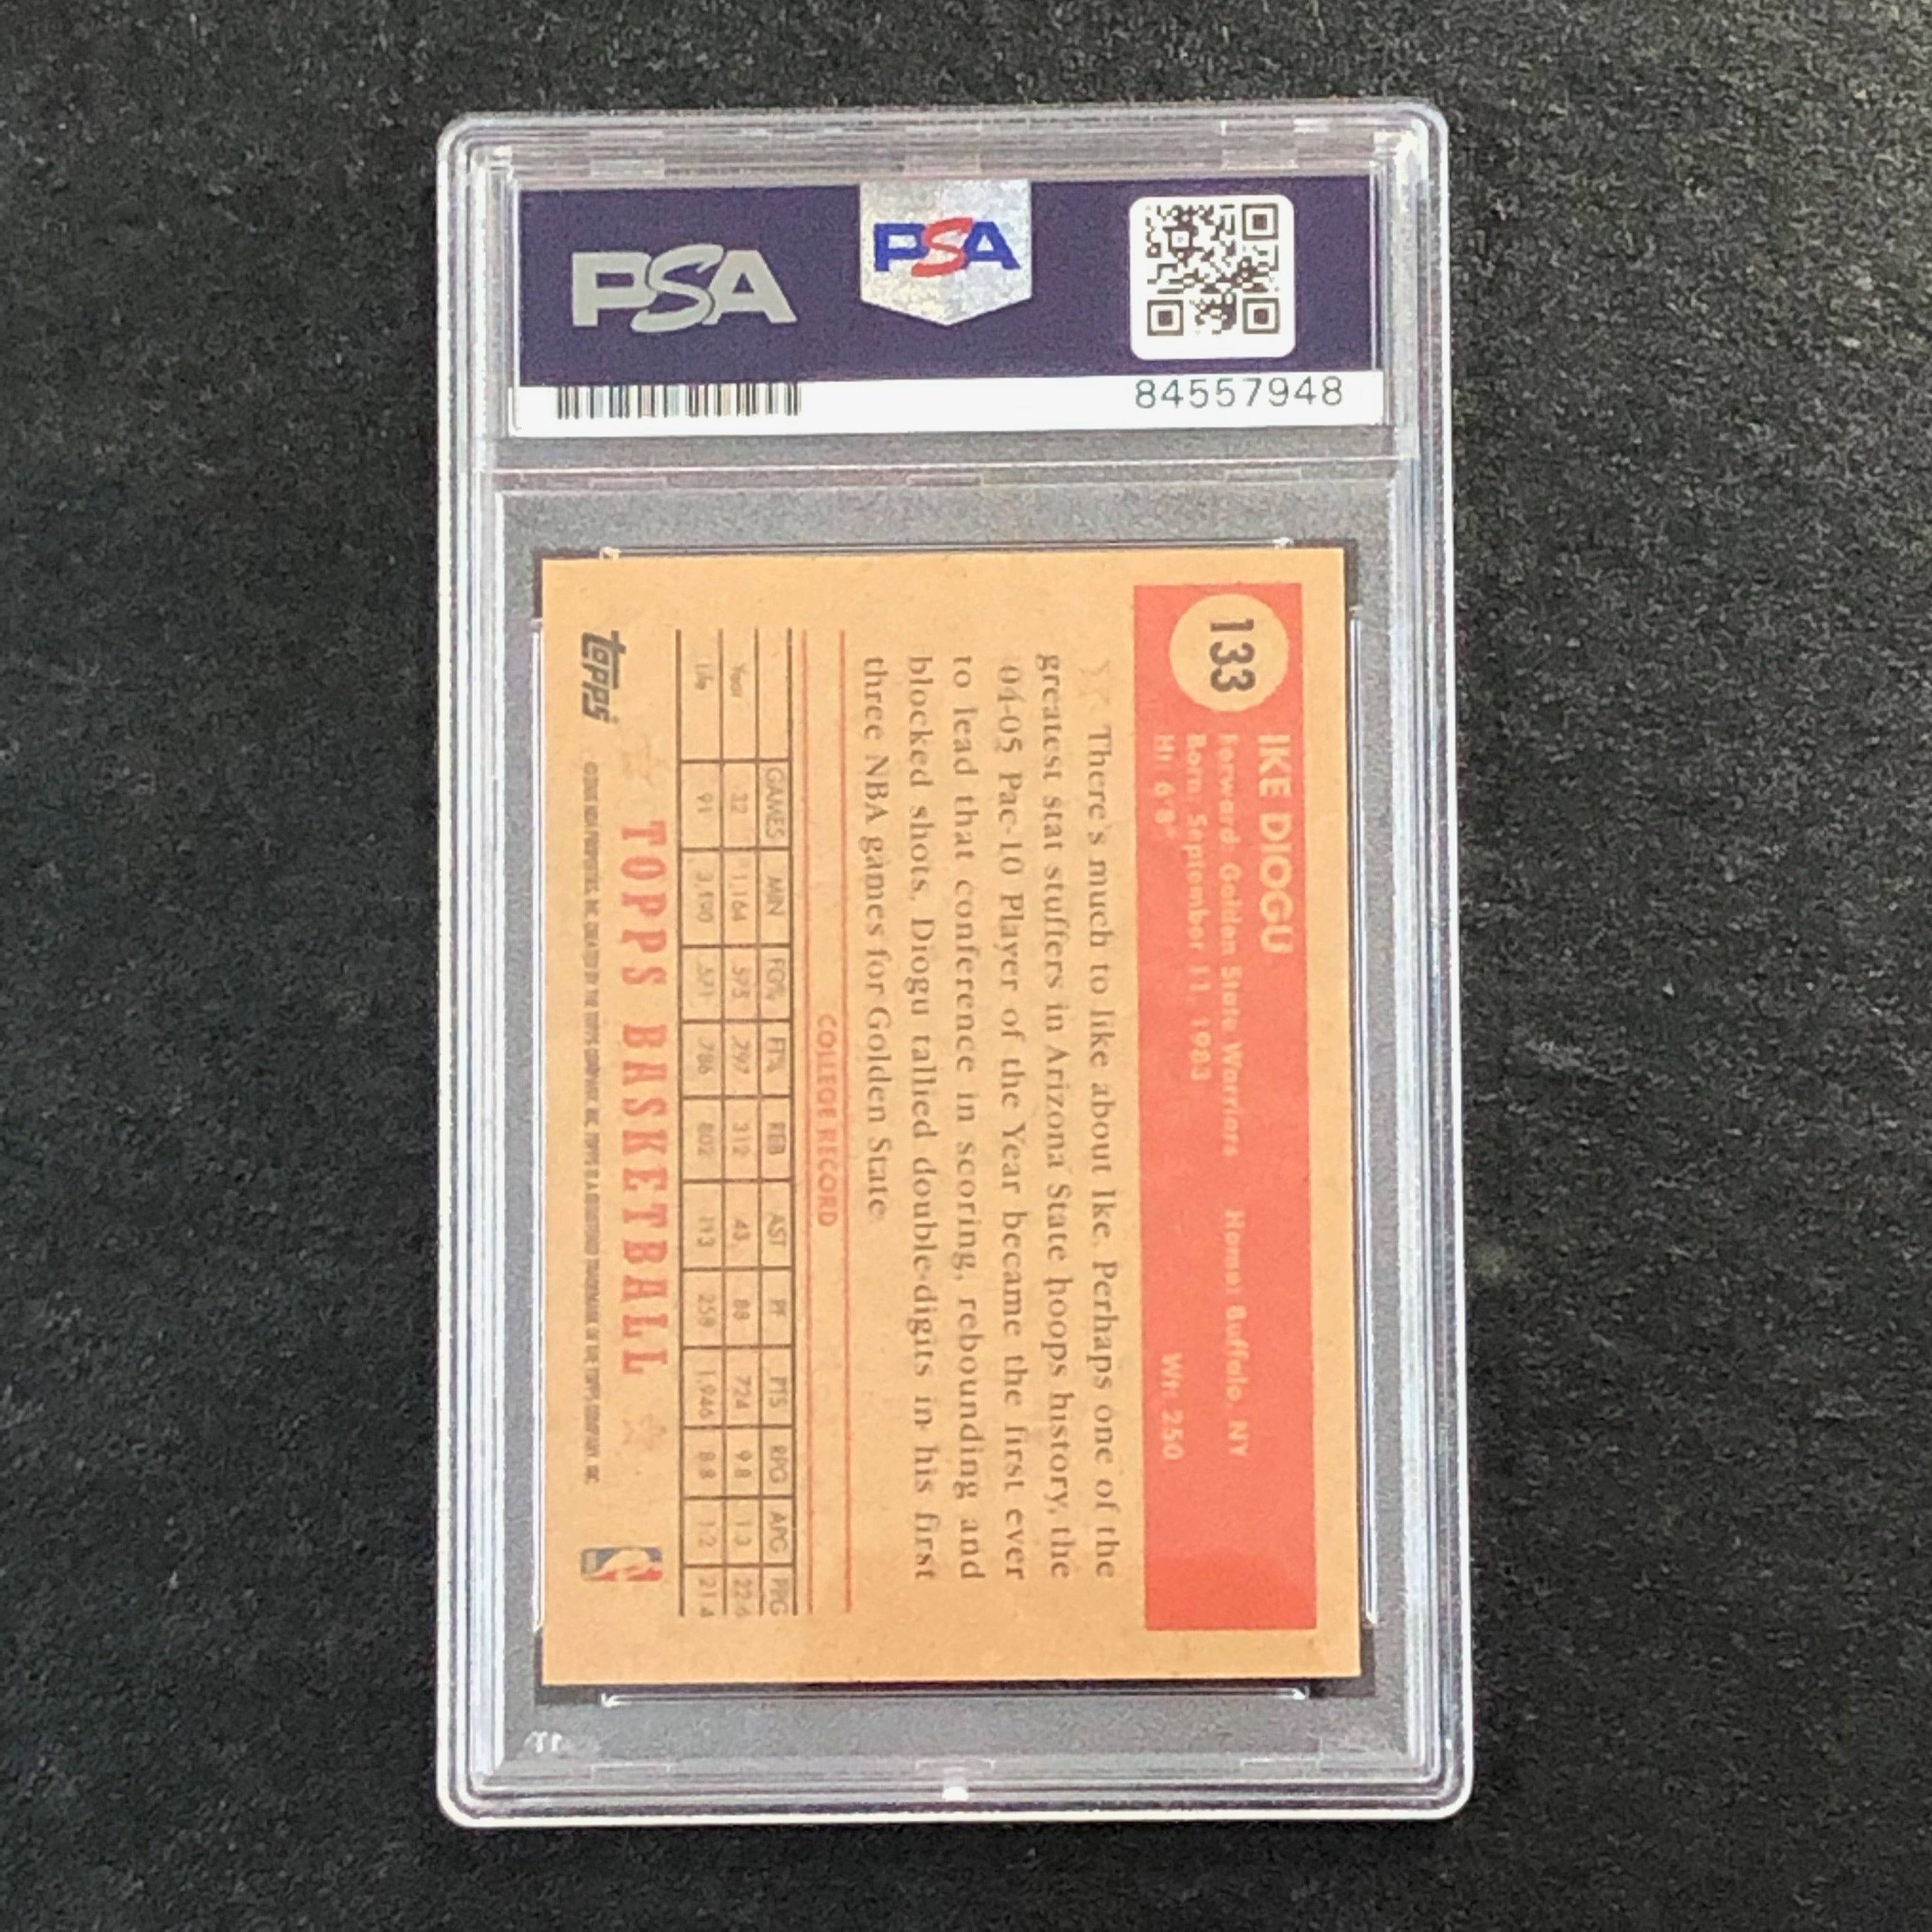 PSA
PSA
84557948
133
IKE DIOGU
Forward Golden State Warriors Home: Buffalo, NY
Born: September 11, 1983
Ht: 6'8" Wt: 250
There's much to like about Ike. Perhaps one of the
greatest stat stuffers in Arizona State hoops history, the
04-05 Pac-10 Player of the Year became the first ever
to lead that conference in scoring, rebounding and
blocked shots. Diogu tallied double-digits in his first
three NBA games for Golden State.
COLLEGE RECORD
GAMES MIN FG% FT% REB AST PF PTS RPG APG PPG
Year 32 1,164 .575 .797 312 43 88 724 9.8 1.3 22.6
Life 91 .786 802 113 259 1,946 8.8 1.2 21.4
TOPPS BASKETBALL
topps